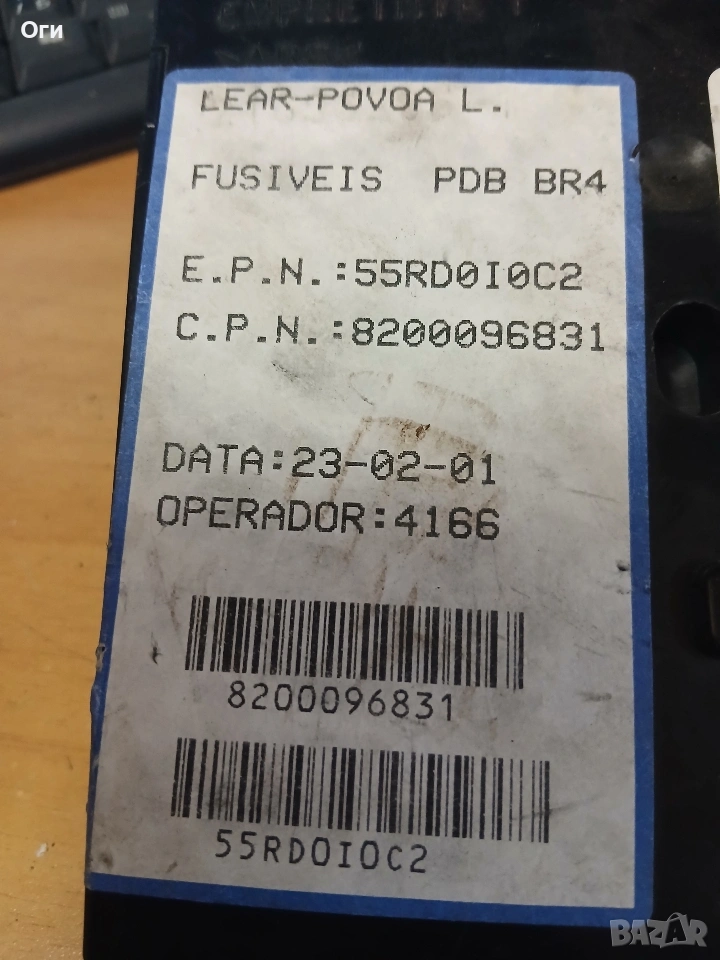 Оги
LEAR-POVOA L.
FUSIVEIS PDB BR4
E.P.N.:55RD0I0C2
C.P.N.:8200096831
DATA:23-02-01
OPERADOR:4166
8200096831
55RD0I0C2
BAZAR